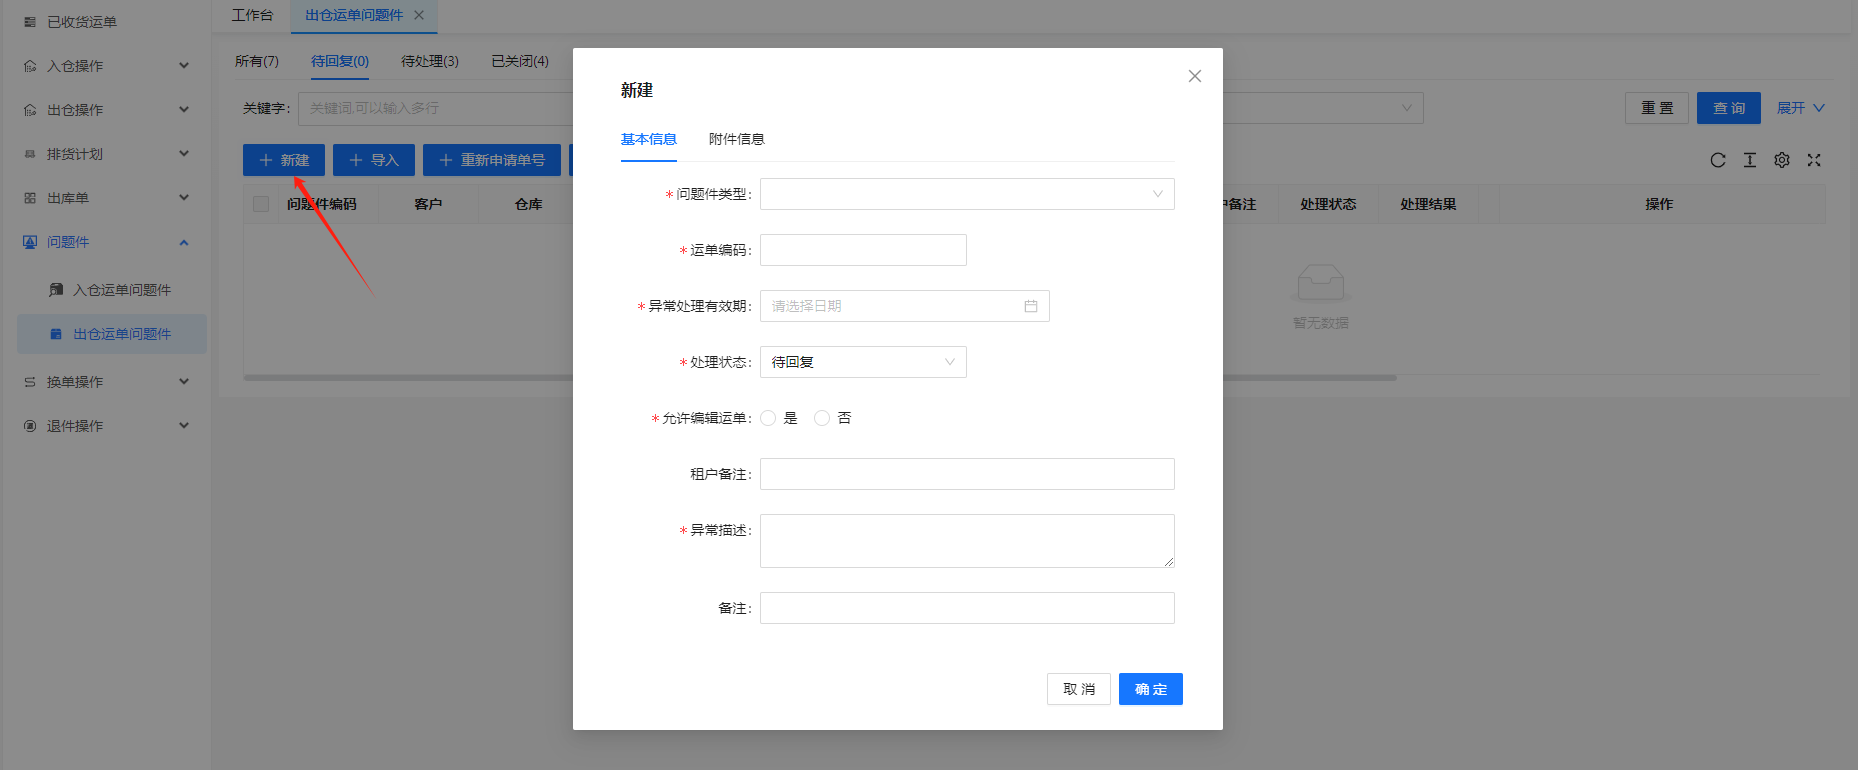 已收货运单
入仓操作
出仓操作
排货计划
出库单
问题件
入仓运单问题件
出仓运单问题件
换单操作
退件操作
工作台
出仓运单问题件
所有(7)
待回复(0)
待处理(3)
已关闭(4)
关键字:
关键词,可以输入多行
重 置
查 询
展开
新建
导入
重新申请单号
问题件编码
客户
仓库
户备注
处理状态
处理结果
操作
暂无数据
新建
基本信息
附件信息
* 问题件类型:
* 运单编码:
* 异常处理有效期:
请选择日期
* 处理状态:
待回复
* 允许编辑运单:
是
否
租户备注:
* 异常描述:
备注:
取 消
确 定